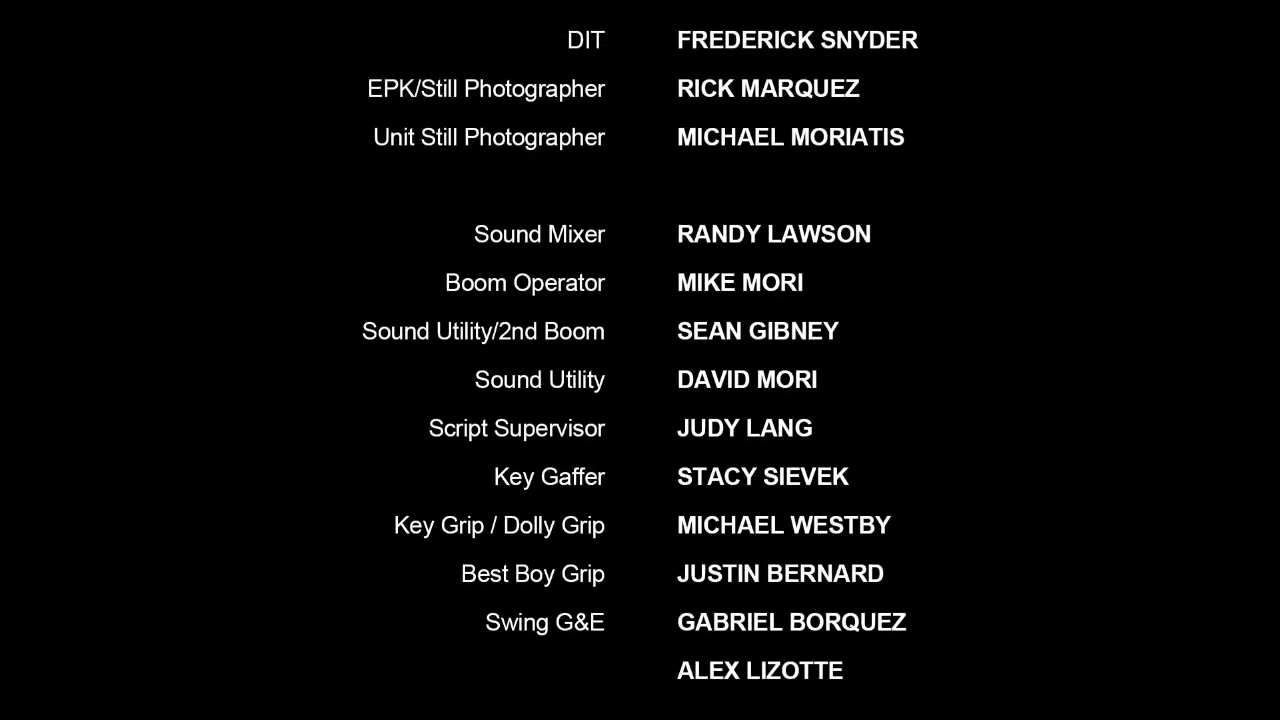 DIT FREDERICK SNYDER
EPK/Still Photographer RICK MARQUEZ
Unit Still Photographer MICHAEL MORIATIS
Sound Mixer RANDY LAWSON
Boom Operator MIKE MORI
Sound Utility/2nd Boom SEAN GIBNEY
Sound Utility DAVID MORI
Script Supervisor JUDY LANG
Key Gaffer STACY SIEVEK
Key Grip / Dolly Grip MICHAEL WESTBY
Best Boy Grip JUSTIN BERNARD
Swing G&E GABRIEL BORQUEZ
ALEX LIZOTTE